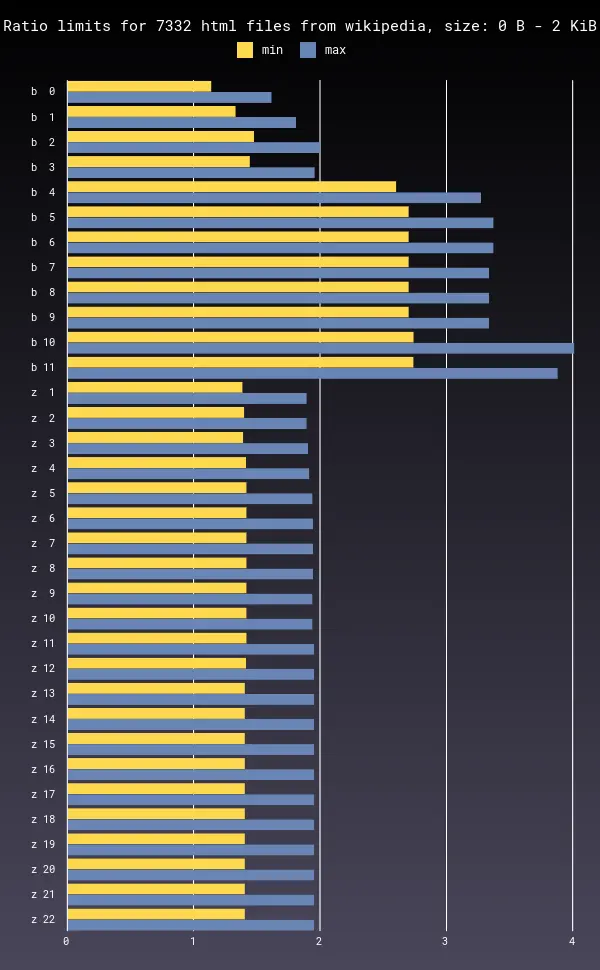 Ratio limits for 7332 html files from wikipedia, size: 0 B - 2 KiB
min max
b 0
b 1
b 2
b 3
b 4
b 5
b 6
b 7
b 8
b 9
b 10
b 11
z 1
z 2
z 3
z 4
z 5
z 6
z 7
z 8
z 9
z 10
z 11
z 12
z 13
z 14
z 15
z 16
z 17
z 18
z 19
z 20
z 21
z 22
0 1 2 3 4